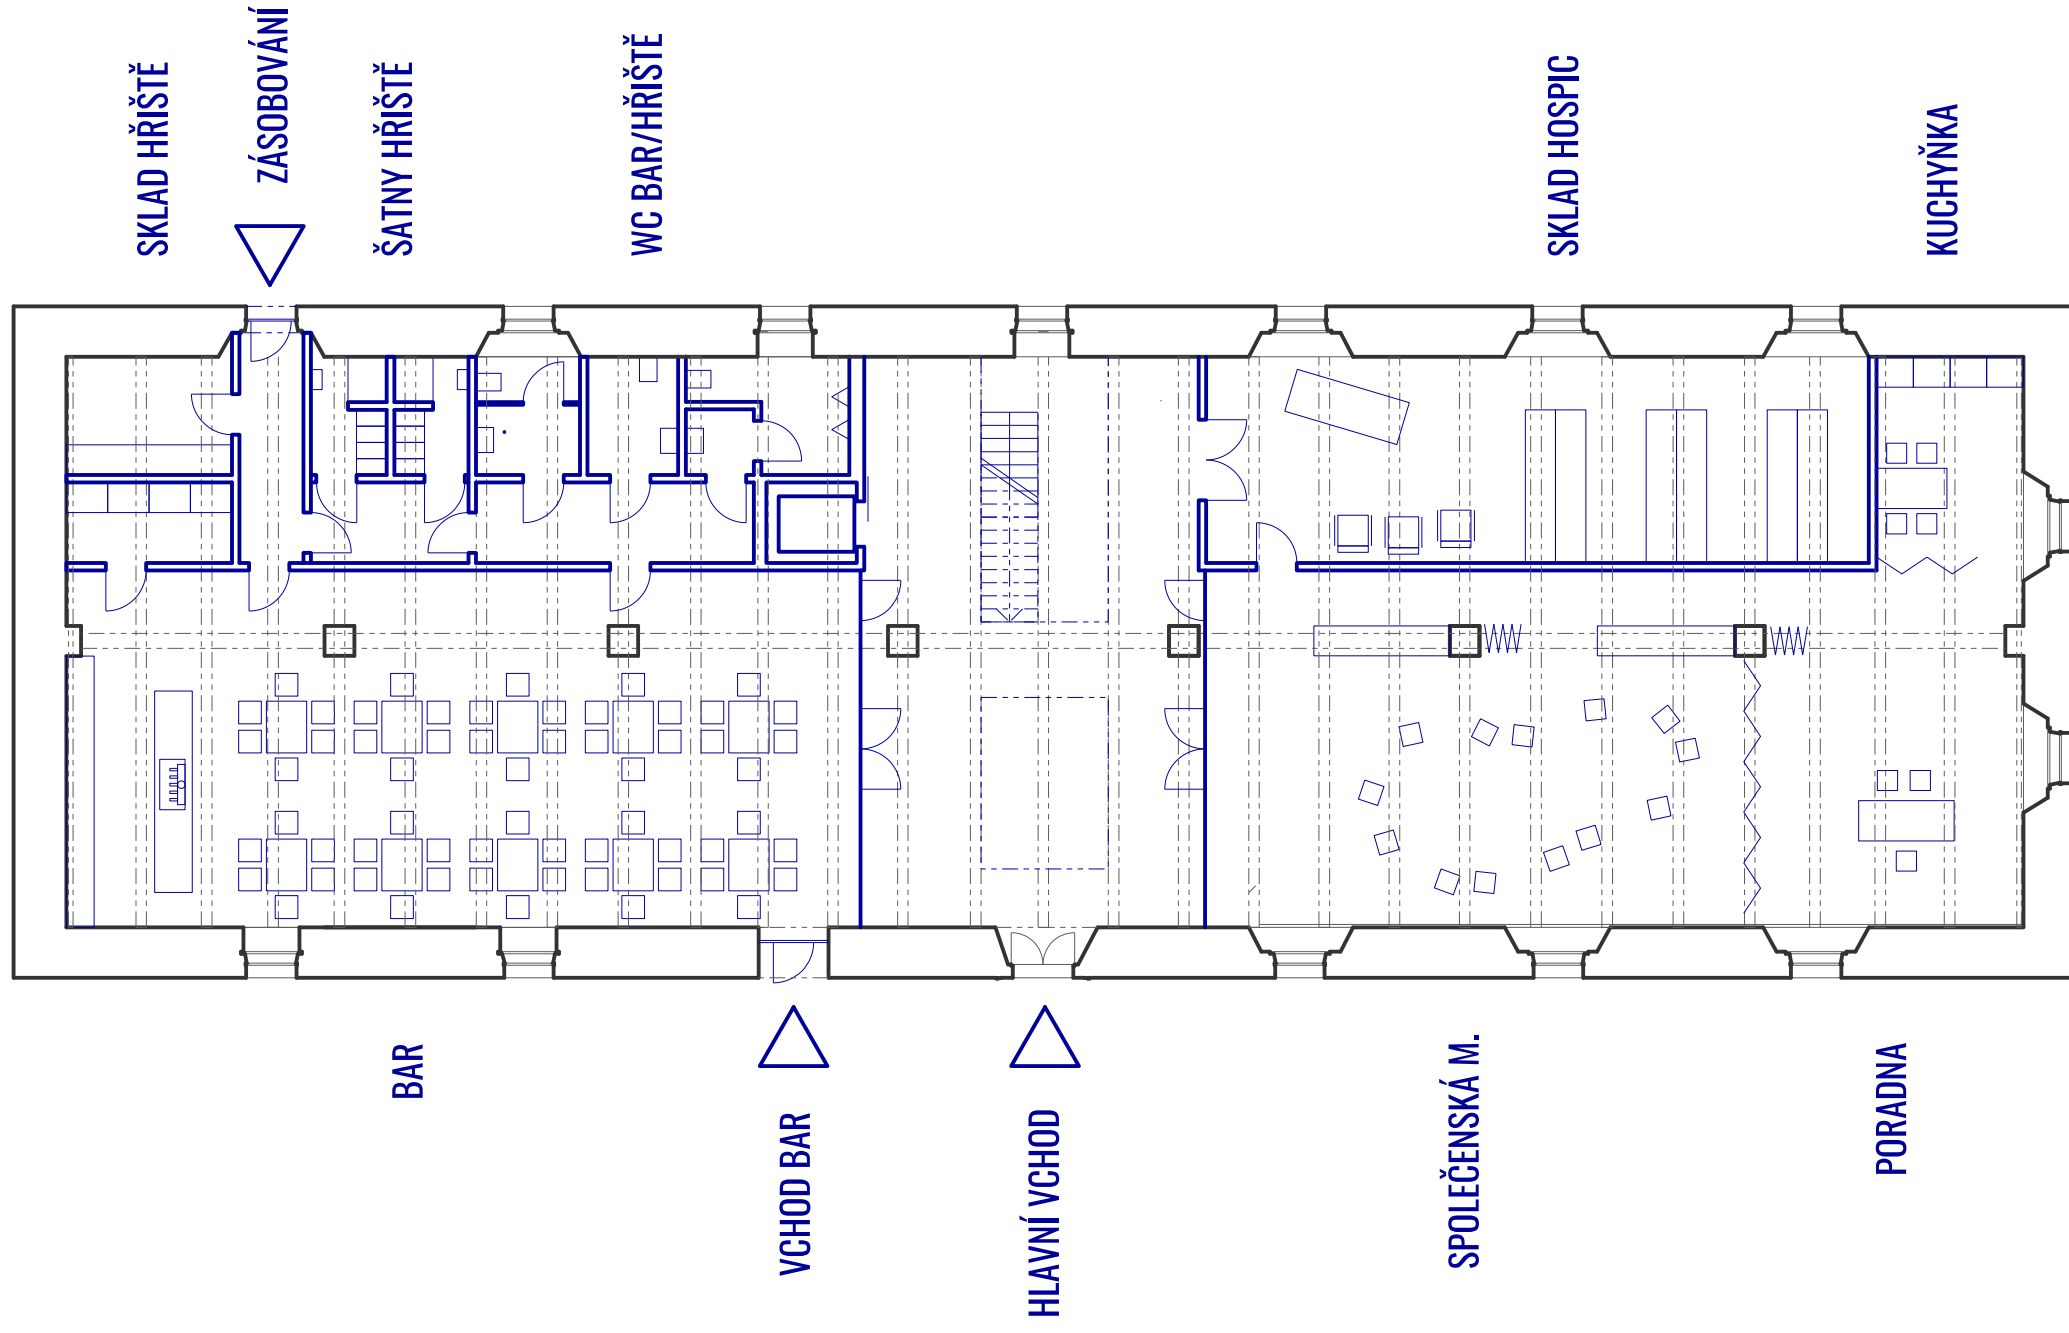 SKLAD HŘIŠTĚ
ZÁSOBOVÁNÍ
ŠATNY HŘIŠTĚ
WC BAR/HŘIŠTĚ
SKLAD HOSPIC
KUCHYŇKA
BAR
VCHOD BAR
HLAVNÍ VCHOD
SPOLEČENSKÁ M.
PORADNA